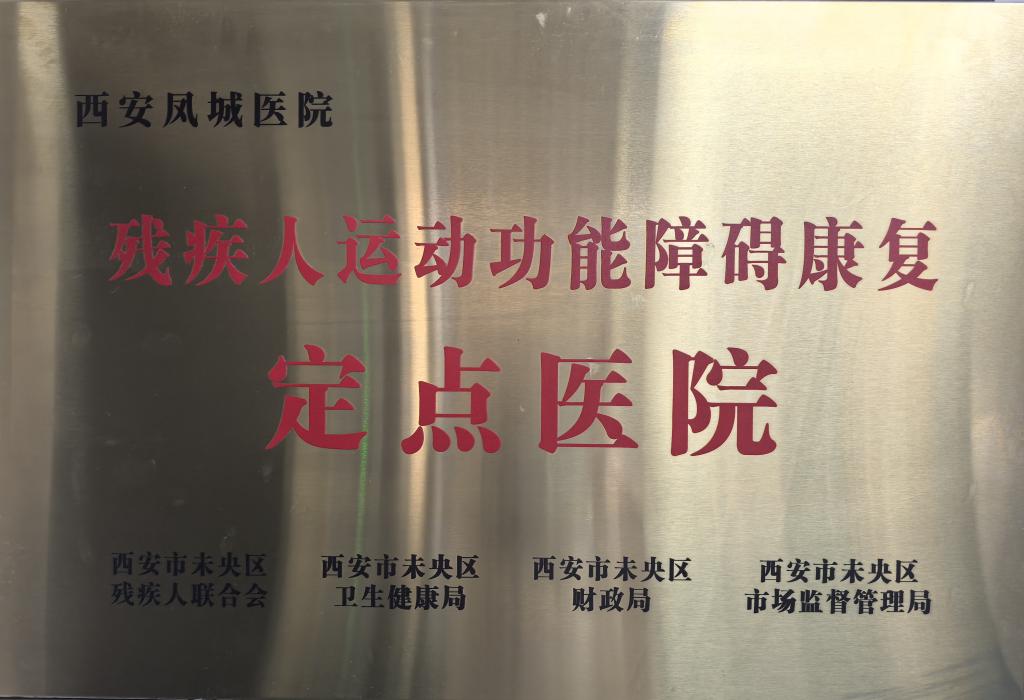 西安凤城医院
残疾人运动功能障碍康复
定点医院
西安市未央区 西安市未央区 西安市未央区 西安市未央区
残疾人联合会 卫生健康局 财政局 市场监督管理局